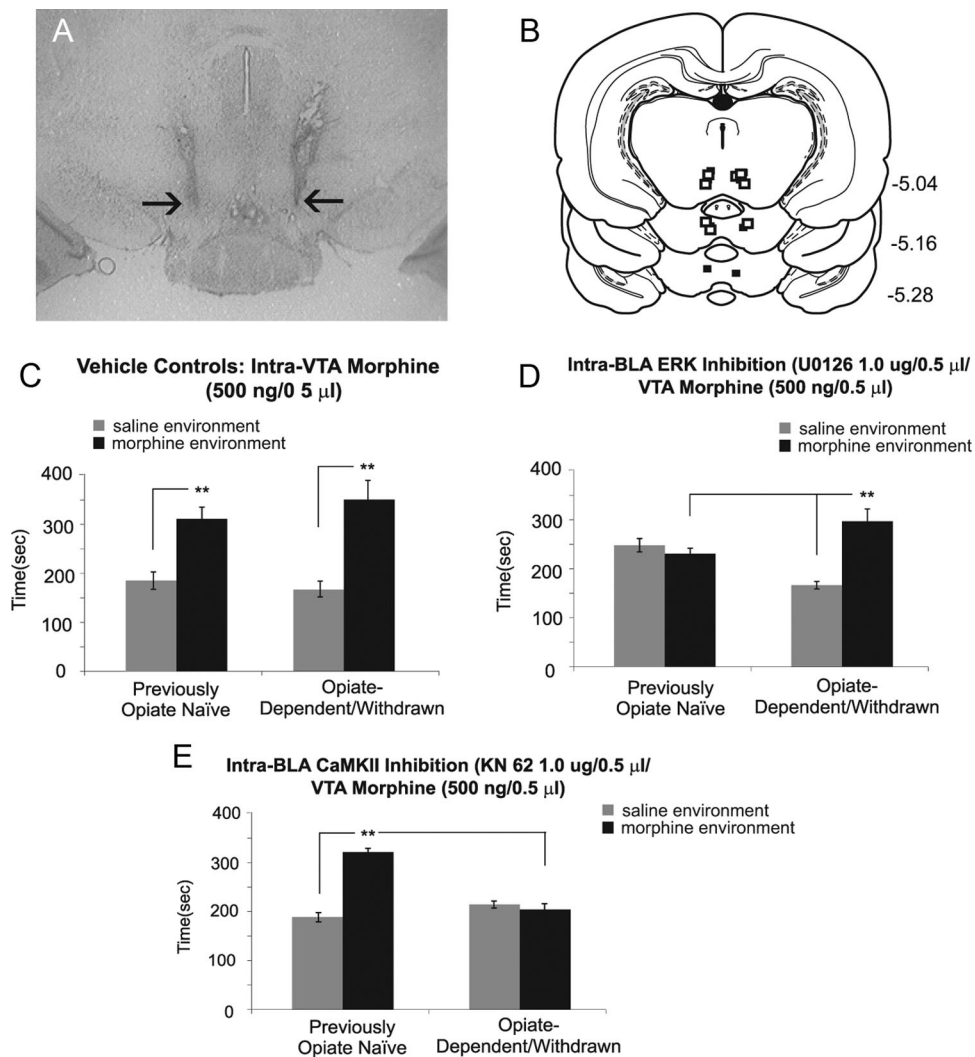 A
B
-5.04
-5.16
-5.28
C
Vehicle Controls: Intra-VTA Morphine
(500 ng/0 5 µl)
saline environment
morphine environment
Time(sec)
400
300
200
100
0
**
**
Previously
Opiate Naïve
Opiate-
Dependent/Withdrawn
D
Intra-BLA ERK Inhibition (U0126 1.0 ug/0.5 µl/
VTA Morphine (500 ng/0.5 µl)
saline environment
morphine environment
Time(sec)
400
300
200
100
0
**
Previously
Opiate Naïve
Opiate-
Dependent/Withdrawn
E
Intra-BLA CaMKII Inhibition (KN 62 1.0 ug/0.5 µl/
VTA Morphine (500 ng/0.5 µl)
saline environment
morphine environment
Time(sec)
400
300
200
100
0
**
Previously
Opiate Naïve
Opiate-
Dependent/Withdrawn